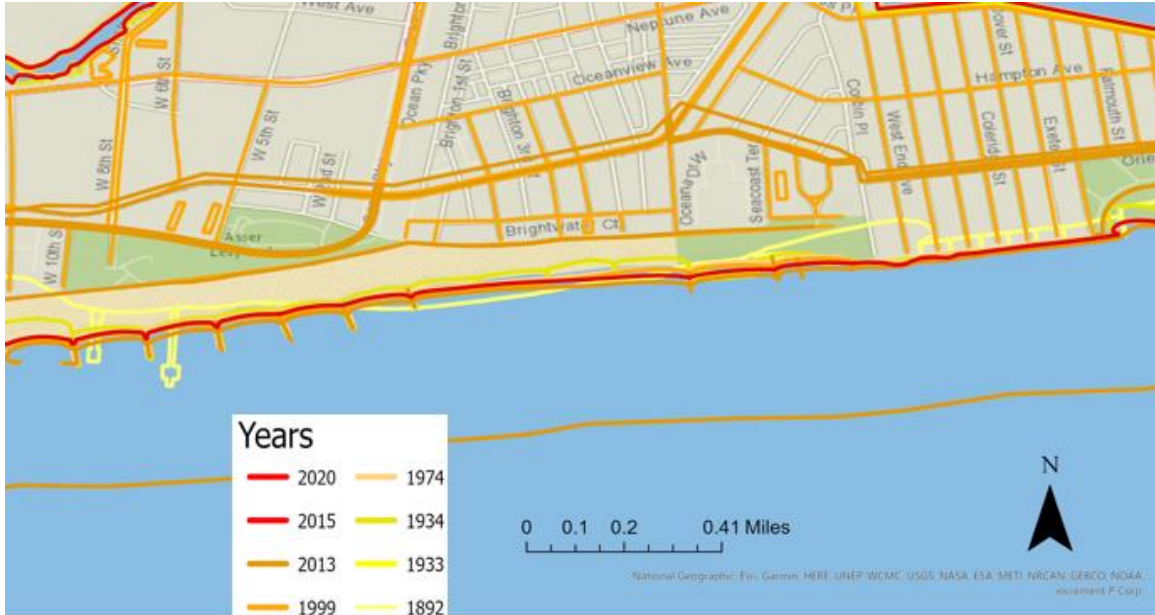 West Ave
Neptune Ave
Oceanview Ave
Hampton Ave
W 6th St
Ocean Pky
Brighton 1st St
Brighton 3rd St
Corbin Pl
West End Ave
Coleridge St
Falmouth St
W 5th St
W 8th St
Oceana Dr W
Seacoast Ter
Brightwater Ct
Asser
W 10th St
Years
2020 1974
2015 1934
2013 1933
1999 1892
0 0.1 0.2 0.41 Miles
N
National Geographic, Esri, Garmin, HERE, UNEP-WCMC, USGS, NASA, ESA, METI, NRCAN, GEBCO, NOAA,
increment P Corp.